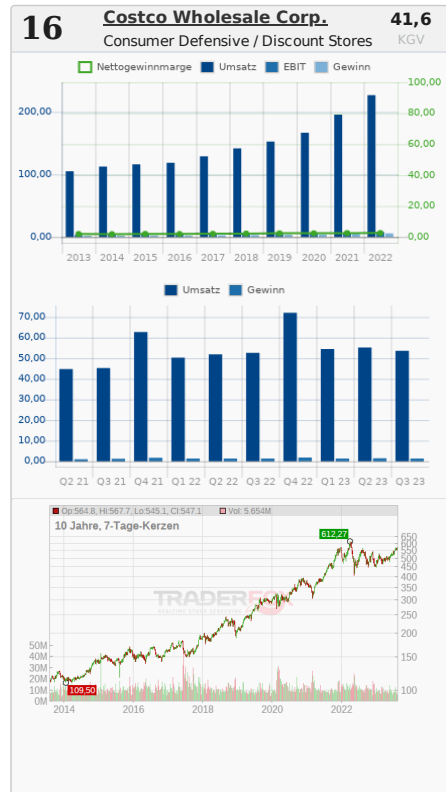 16
Costco Wholesale Corp.
Consumer Defensive / Discount Stores
41,6
KGV
Nettogewinnmarge Umsatz EBIT Gewinn
100,00
200,00
80,00
60,00
100,00
40,00
20,00
0,00 0,00
2013 2014 2015 2016 2017 2018 2019 2020 2021 2022
Umsatz Gewinn
70,00
60,00
50,00
40,00
30,00
20,00
10,00
0,00
Q2 21 Q3 21 Q4 21 Q1 22 Q2 22 Q3 22 Q4 22 Q1 23 Q2 23 Q3 23
Op:564.8, Hi:567.7, Lo:545.1, Cl:547.1 Vol: 5.654M
10 Jahre, 7-Tage-Kerzen
612,27
650
600
550
500
450
400
350
300
250
200
150
100
TRADERFOX
50M
40M
30M
20M
10M
0M
109,50
2014 2016 2018 2020 2022